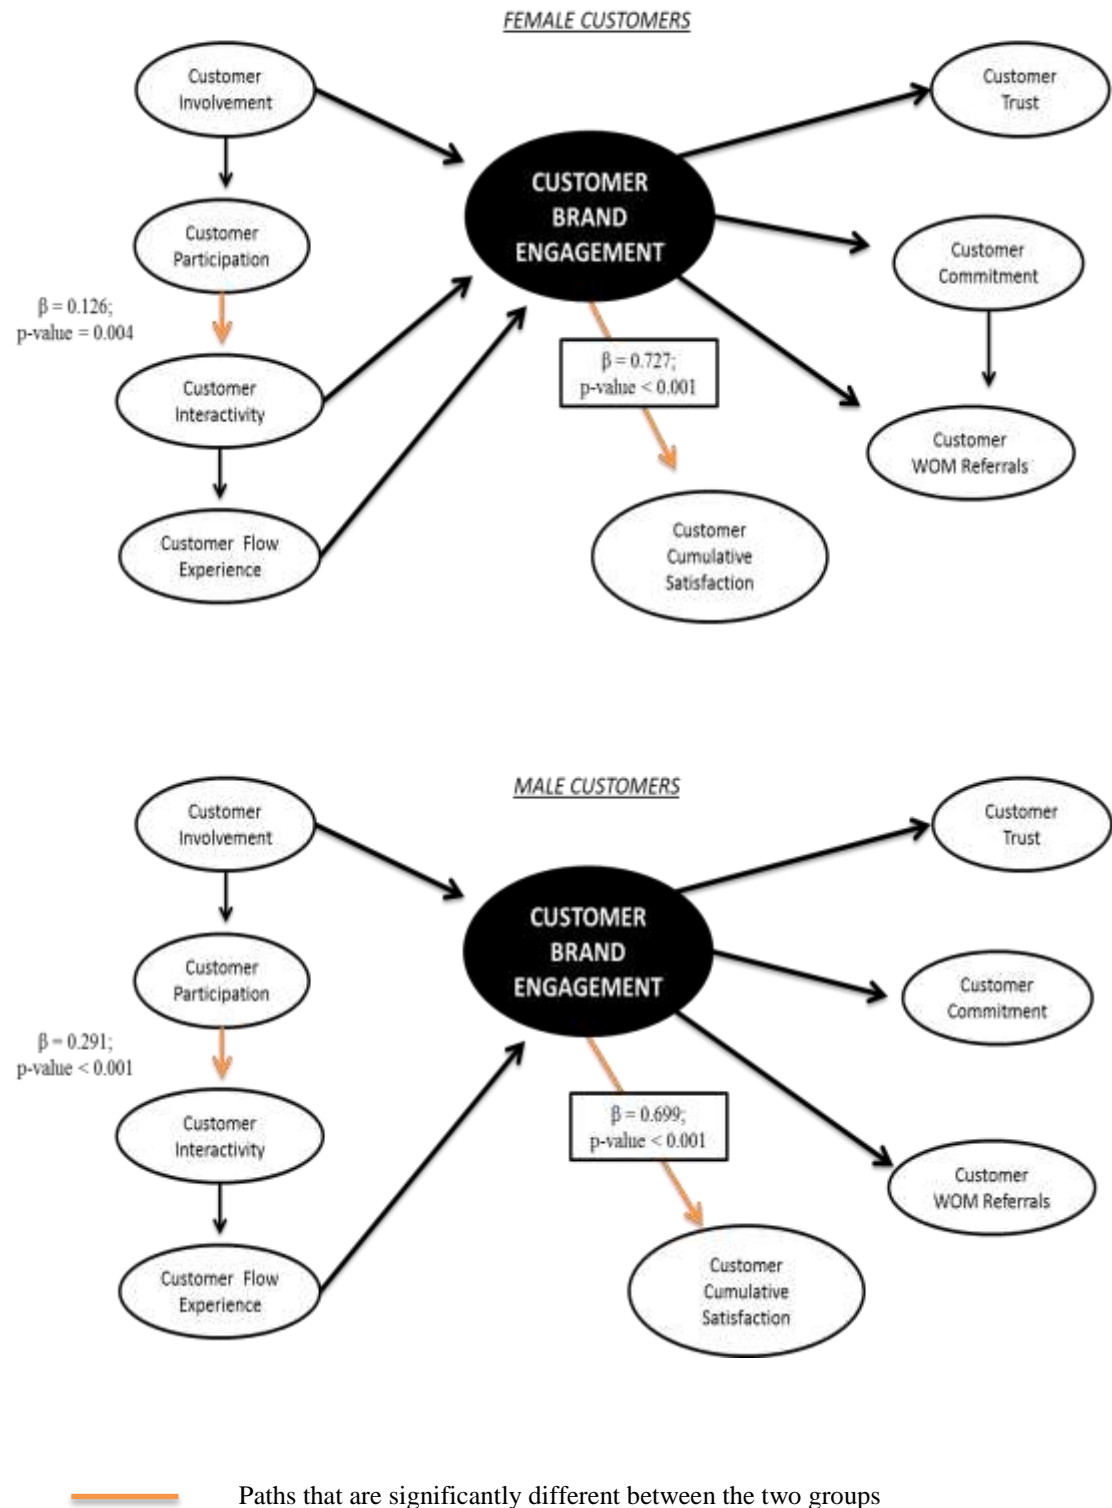 FEMALE CUSTOMERS
Customer
Involvement
Customer
Trust
CUSTOMER
BRAND
ENGAGEMENT
Customer
Participation
Customer
Commitment
β = 0.126;
p-value = 0.004
β = 0.727;
p-value < 0.001
Customer
Interactivity
Customer
WOM Referrals
Customer Flow
Experience
Customer
Cumulative
Satisfaction
MALE CUSTOMERS
Customer
Involvement
Customer
Trust
CUSTOMER
BRAND
ENGAGEMENT
Customer
Participation
Customer
Commitment
β = 0.291;
p-value < 0.001
β = 0.699;
p-value < 0.001
Customer
Interactivity
Customer
WOM Referrals
Customer Flow
Experience
Customer
Cumulative
Satisfaction
Paths that are significantly different between the two groups